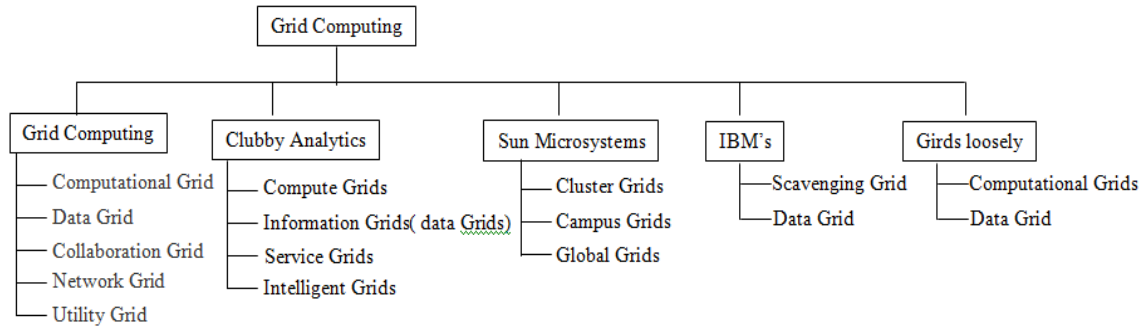 Grid Computing
Grid Computing
Computational Grid
Data Grid
Collaboration Grid
Network Grid
Utility Grid
Clubby Analytics
Compute Grids
Information Grids( data Grids)
Service Grids
Intelligent Grids
Sun Microsystems
Cluster Grids
Campus Grids
Global Grids
IBM's
Scavenging Grid
Data Grid
Girds loosely
Computational Grids
Data Grid